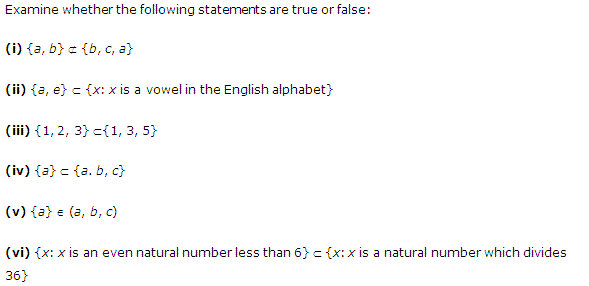 Examine whether the following statements are true or false:
(i) {a, b} ⊄ {b, c, a}
(ii) {a, e} ⊂ {x: x is a vowel in the English alphabet}
(iii) {1, 2, 3} ⊂{1, 3, 5}
(iv) {a} ⊂ {a. b, c}
(v) {a} ∈ (a, b, c)
(vi) {x: x is an even natural number less than 6} ⊂ {x: x is a natural number which divides
36}